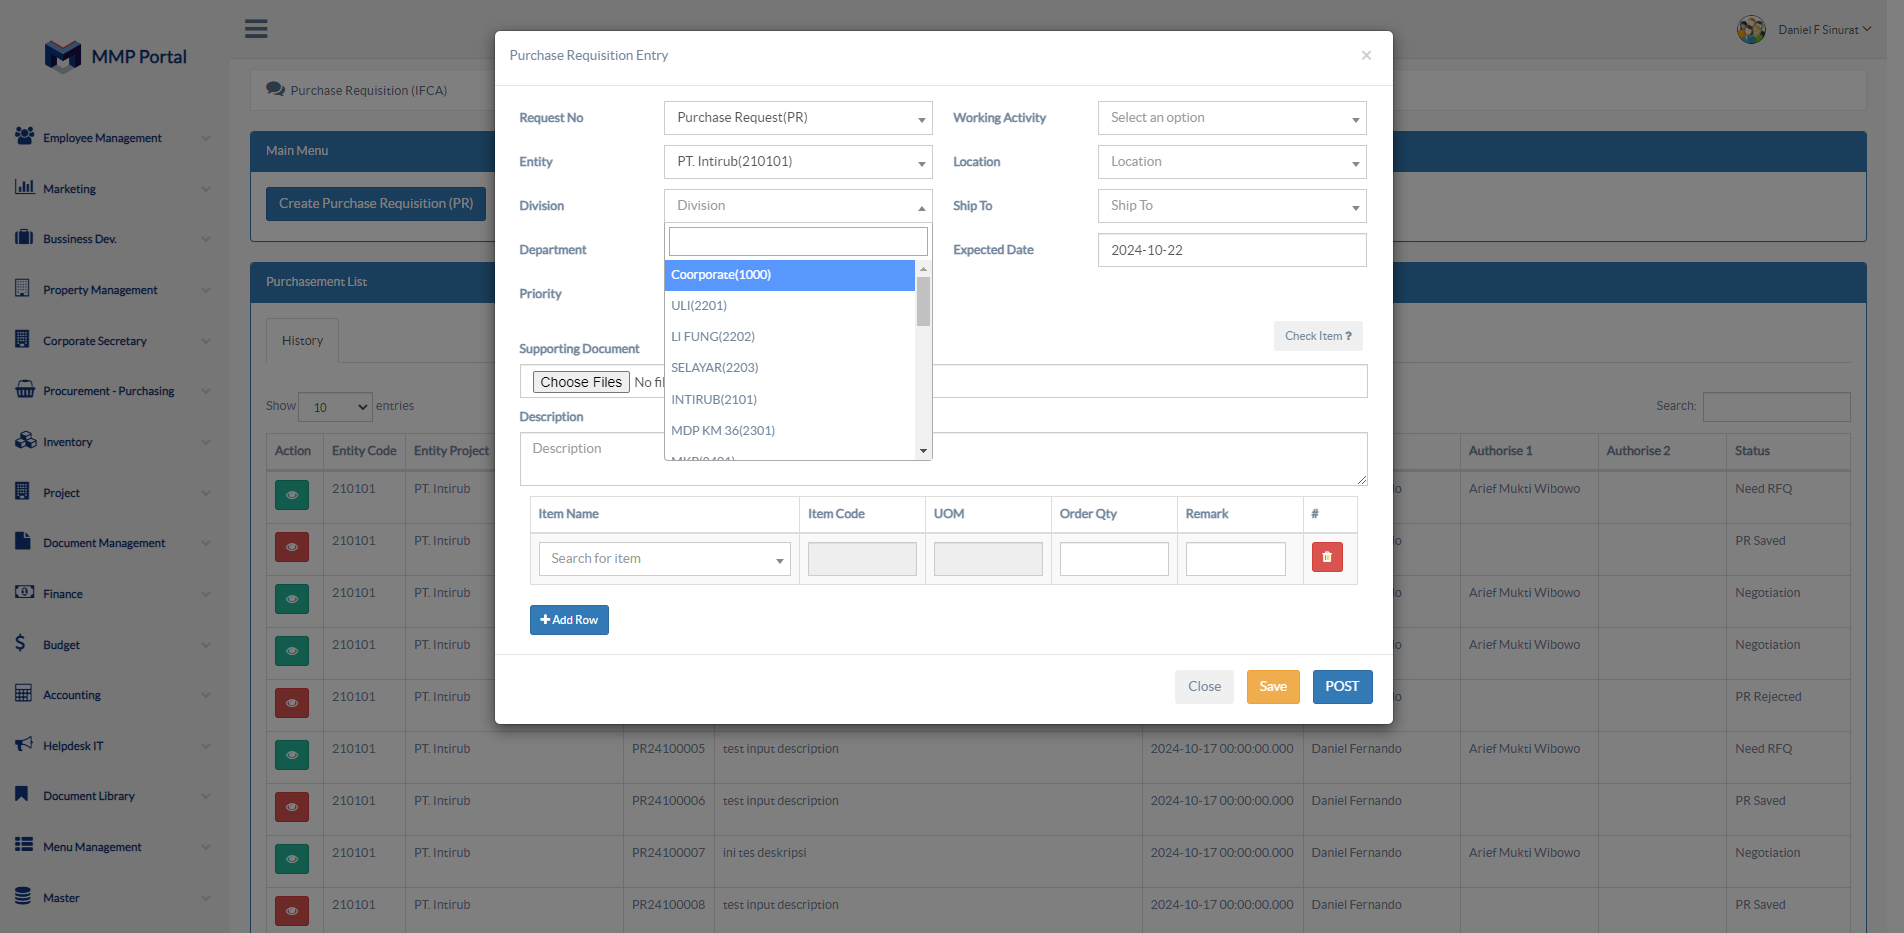 MMP Portal
Daniel F Sinurat
Purchase Requisition (IFCA)
Employee Management
Marketing
Bussiness Dev.
Property Management
Corporate Secretary
Procurement - Purchasing
Inventory
Project
Document Management
Finance
Budget
Accounting
Helpdesk IT
Document Library
Menu Management
Master
Main Menu
Create Purchase Requisition (PR)
Purchasement List
History
Show 10 entries
Search:
Purchase Requisition Entry ×
Request No Purchase Request(PR) Working Activity Select an option
Entity PT. Intirub(210101) Location Location
Division Division Ship To Ship To
Department Expected Date 2024-10-22
Priority
Coorporate(1000)
ULI(2201)
LI FUNG(2202)
SELAYAR(2203)
INTIRUB(2101)
MDP KM 36(2301)
Check Item ?
Supporting Document
Choose Files No fil
Description
Description
Item Name Item Code UOM Order Qty Remark #
Search for item
Add Row
Close Save POST
Action Entity Code Entity Project Authorise 1 Authorise 2 Status
210101 PT. Intirub o Arief Mukti Wibowo Need RFQ
210101 PT. Intirub o PR Saved
210101 PT. Intirub o Arief Mukti Wibowo Negotiation
210101 PT. Intirub o Arief Mukti Wibowo Negotiation
210101 PT. Intirub o PR Rejected
210101 PT. Intirub PR24100005 test input description 2024-10-17 00:00:00.000 Daniel Fernando Arief Mukti Wibowo Need RFQ
210101 PT. Intirub PR24100006 test input description 2024-10-17 00:00:00.000 Daniel Fernando PR Saved
210101 PT. Intirub PR24100007 ini tes deskripsi 2024-10-17 00:00:00.000 Daniel Fernando Arief Mukti Wibowo Negotiation
210101 PT. Intirub PR24100008 test input description 2024-10-17 00:00:00.000 Daniel Fernando PR Saved